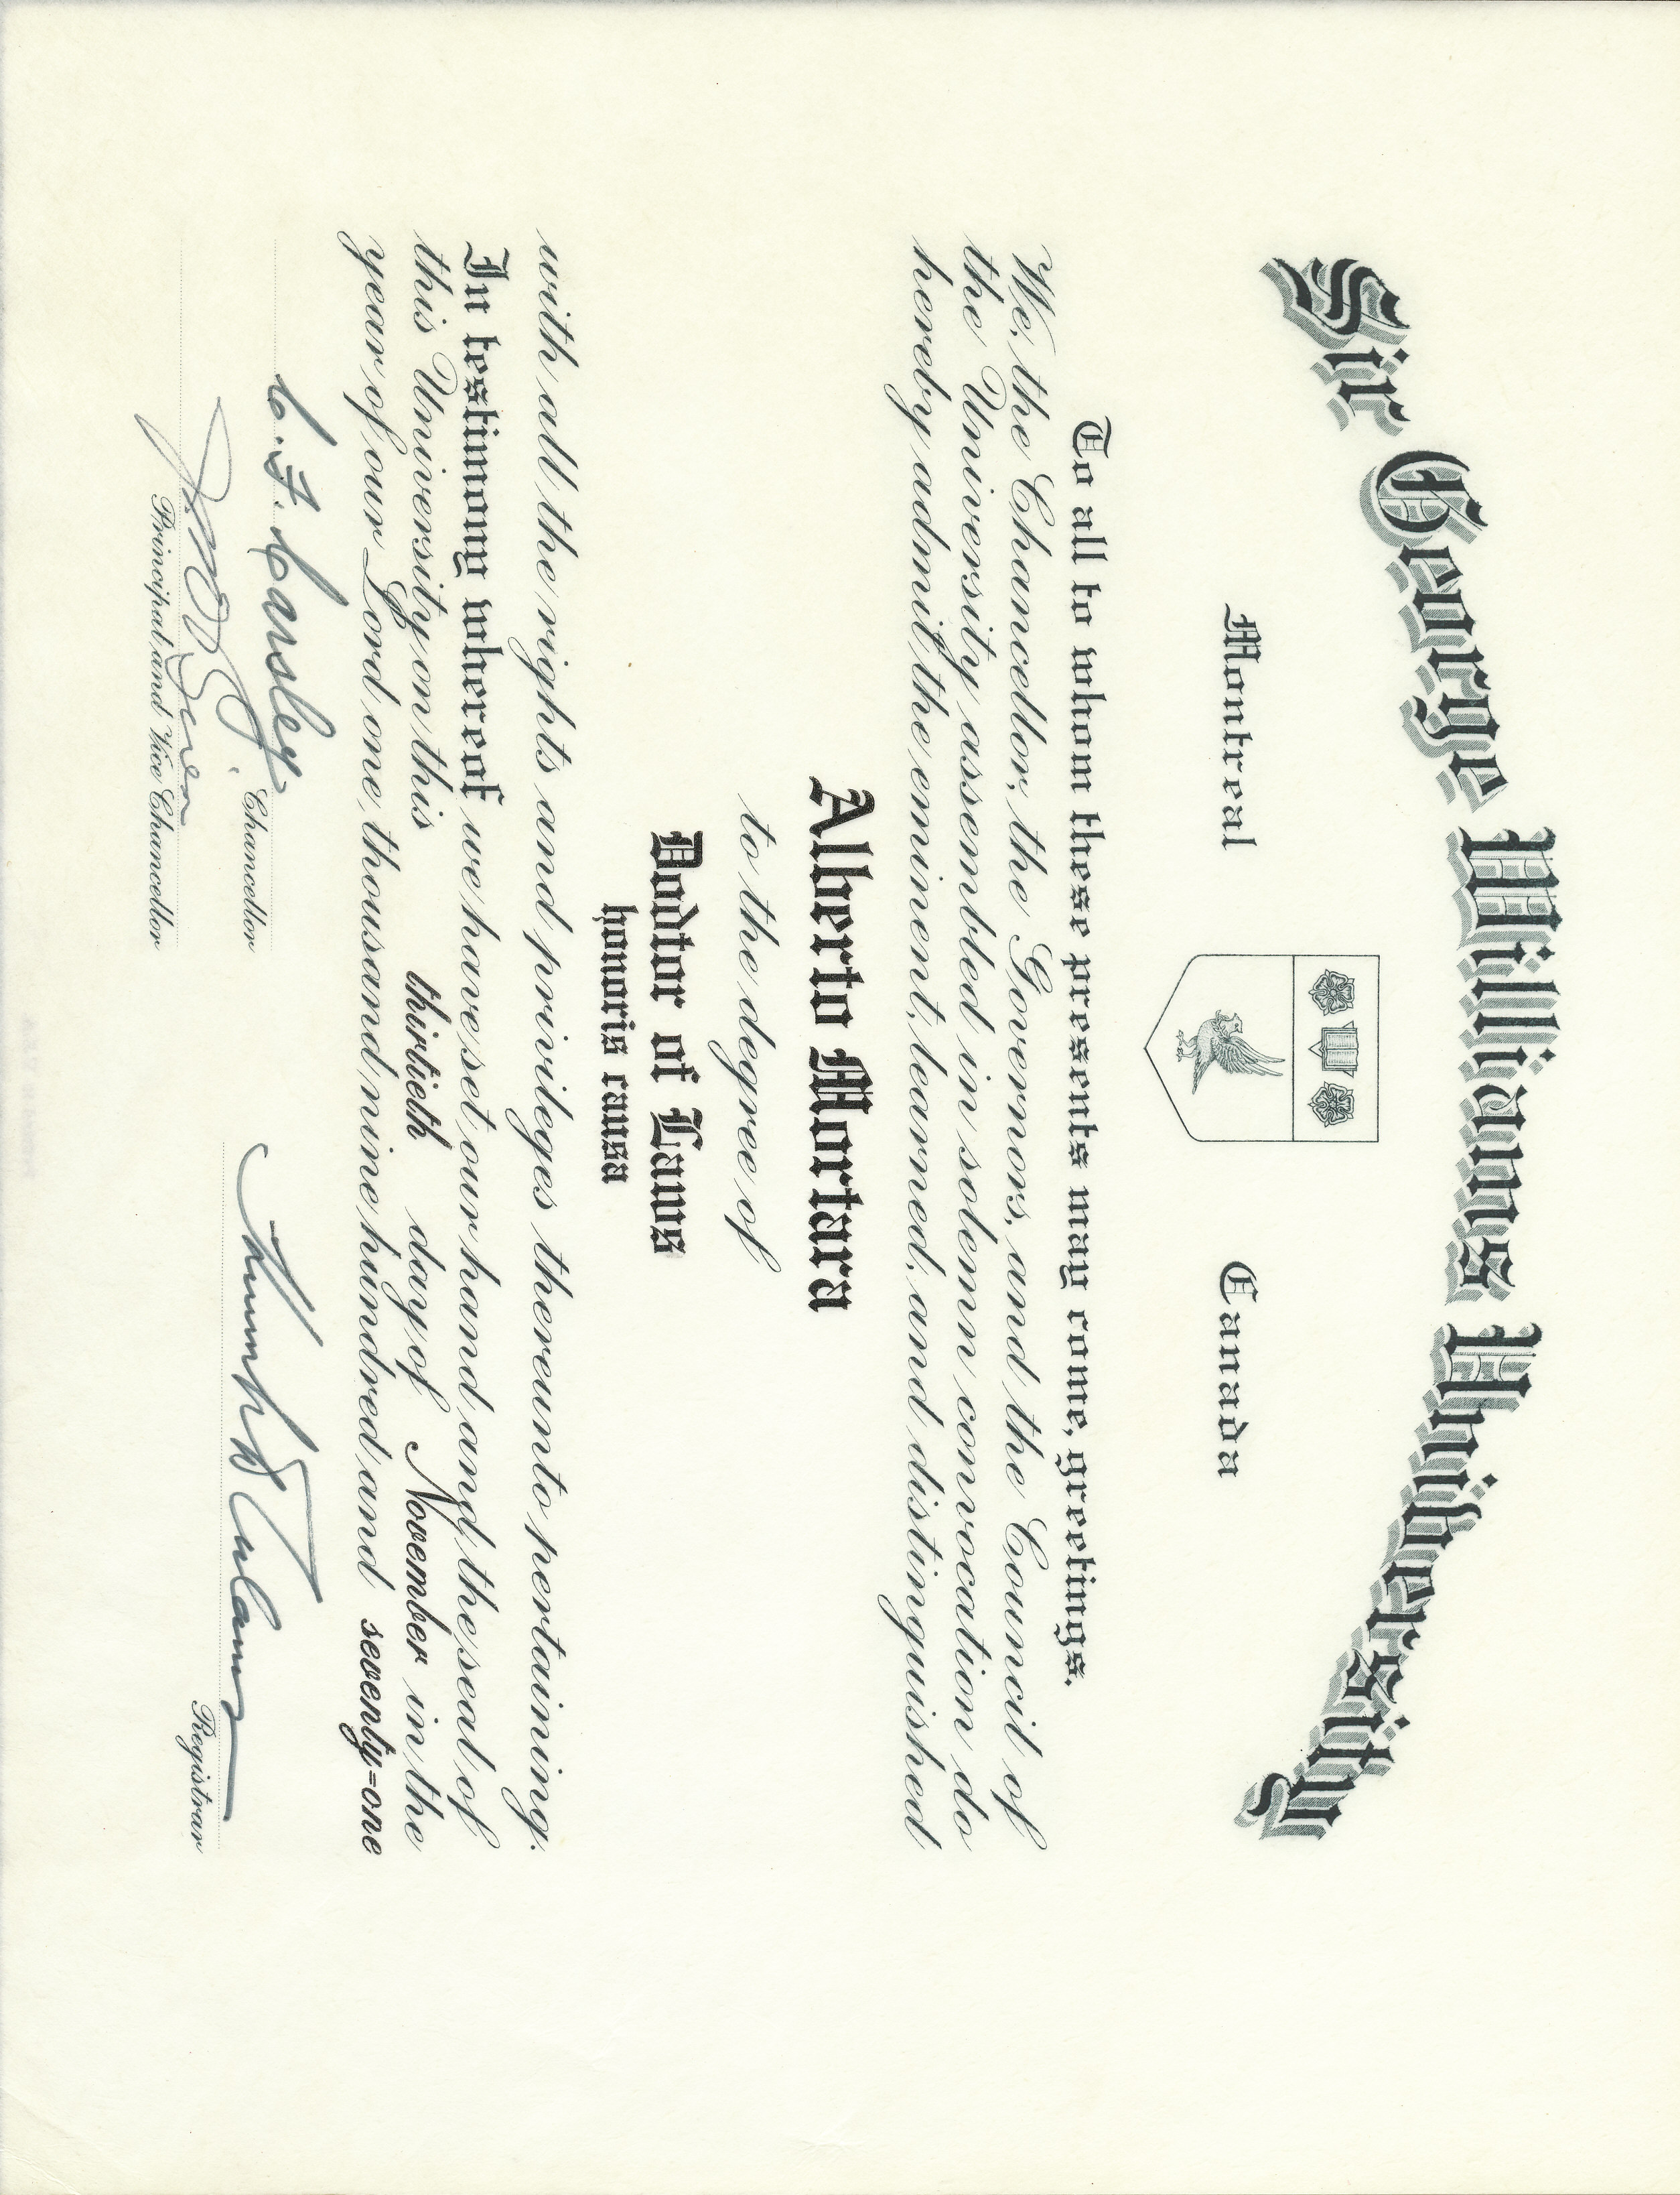 Sir George Williams University
Montreal Canada
To all to whom these presents may come, greetings.
We, the Chancellor, the Governors, and the Council of
the University assembled in solemn convocation do
hereby admit the eminent, learned, and distinguished
Alberto Mortara
to the degree of
Doctor of Laws
honoris causa
with all the rights and privileges thereunto pertaining.
In testimony whereof we have set our hand and the seal of
this University on this thirtieth day of November in the
year of our Lord one thousand nine hundred and seventy-one
C. F. Carsley
Chancellor
Principal and Vice Chancellor
Registrar